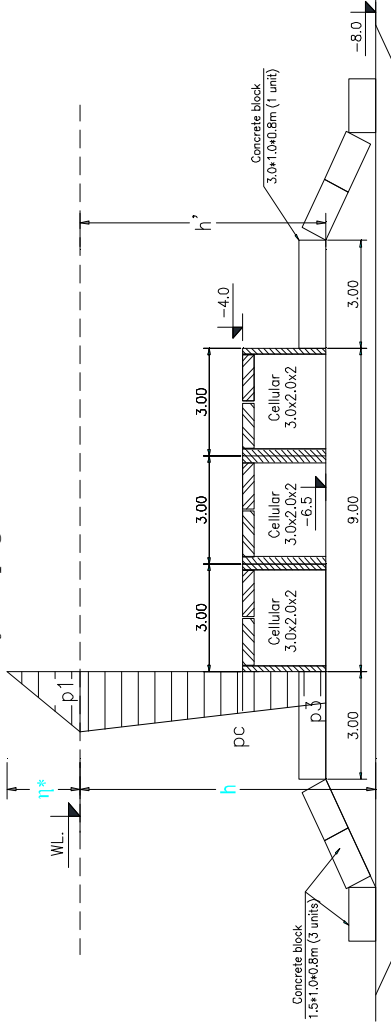 η*
p1
WL.
h
pc
p3
h'
-4.0
3.00
3.00
3.00
Cellular
3.0x2.0x2
Cellular
3.0x2.0x2
-6.5
Cellular
3.0x2.0x2
Concrete block
3.0*1.0*0.8m (1 unit)
-8.0
3.00
9.00
3.00
Concrete block
1.5*1.0*0.8m (3 units)